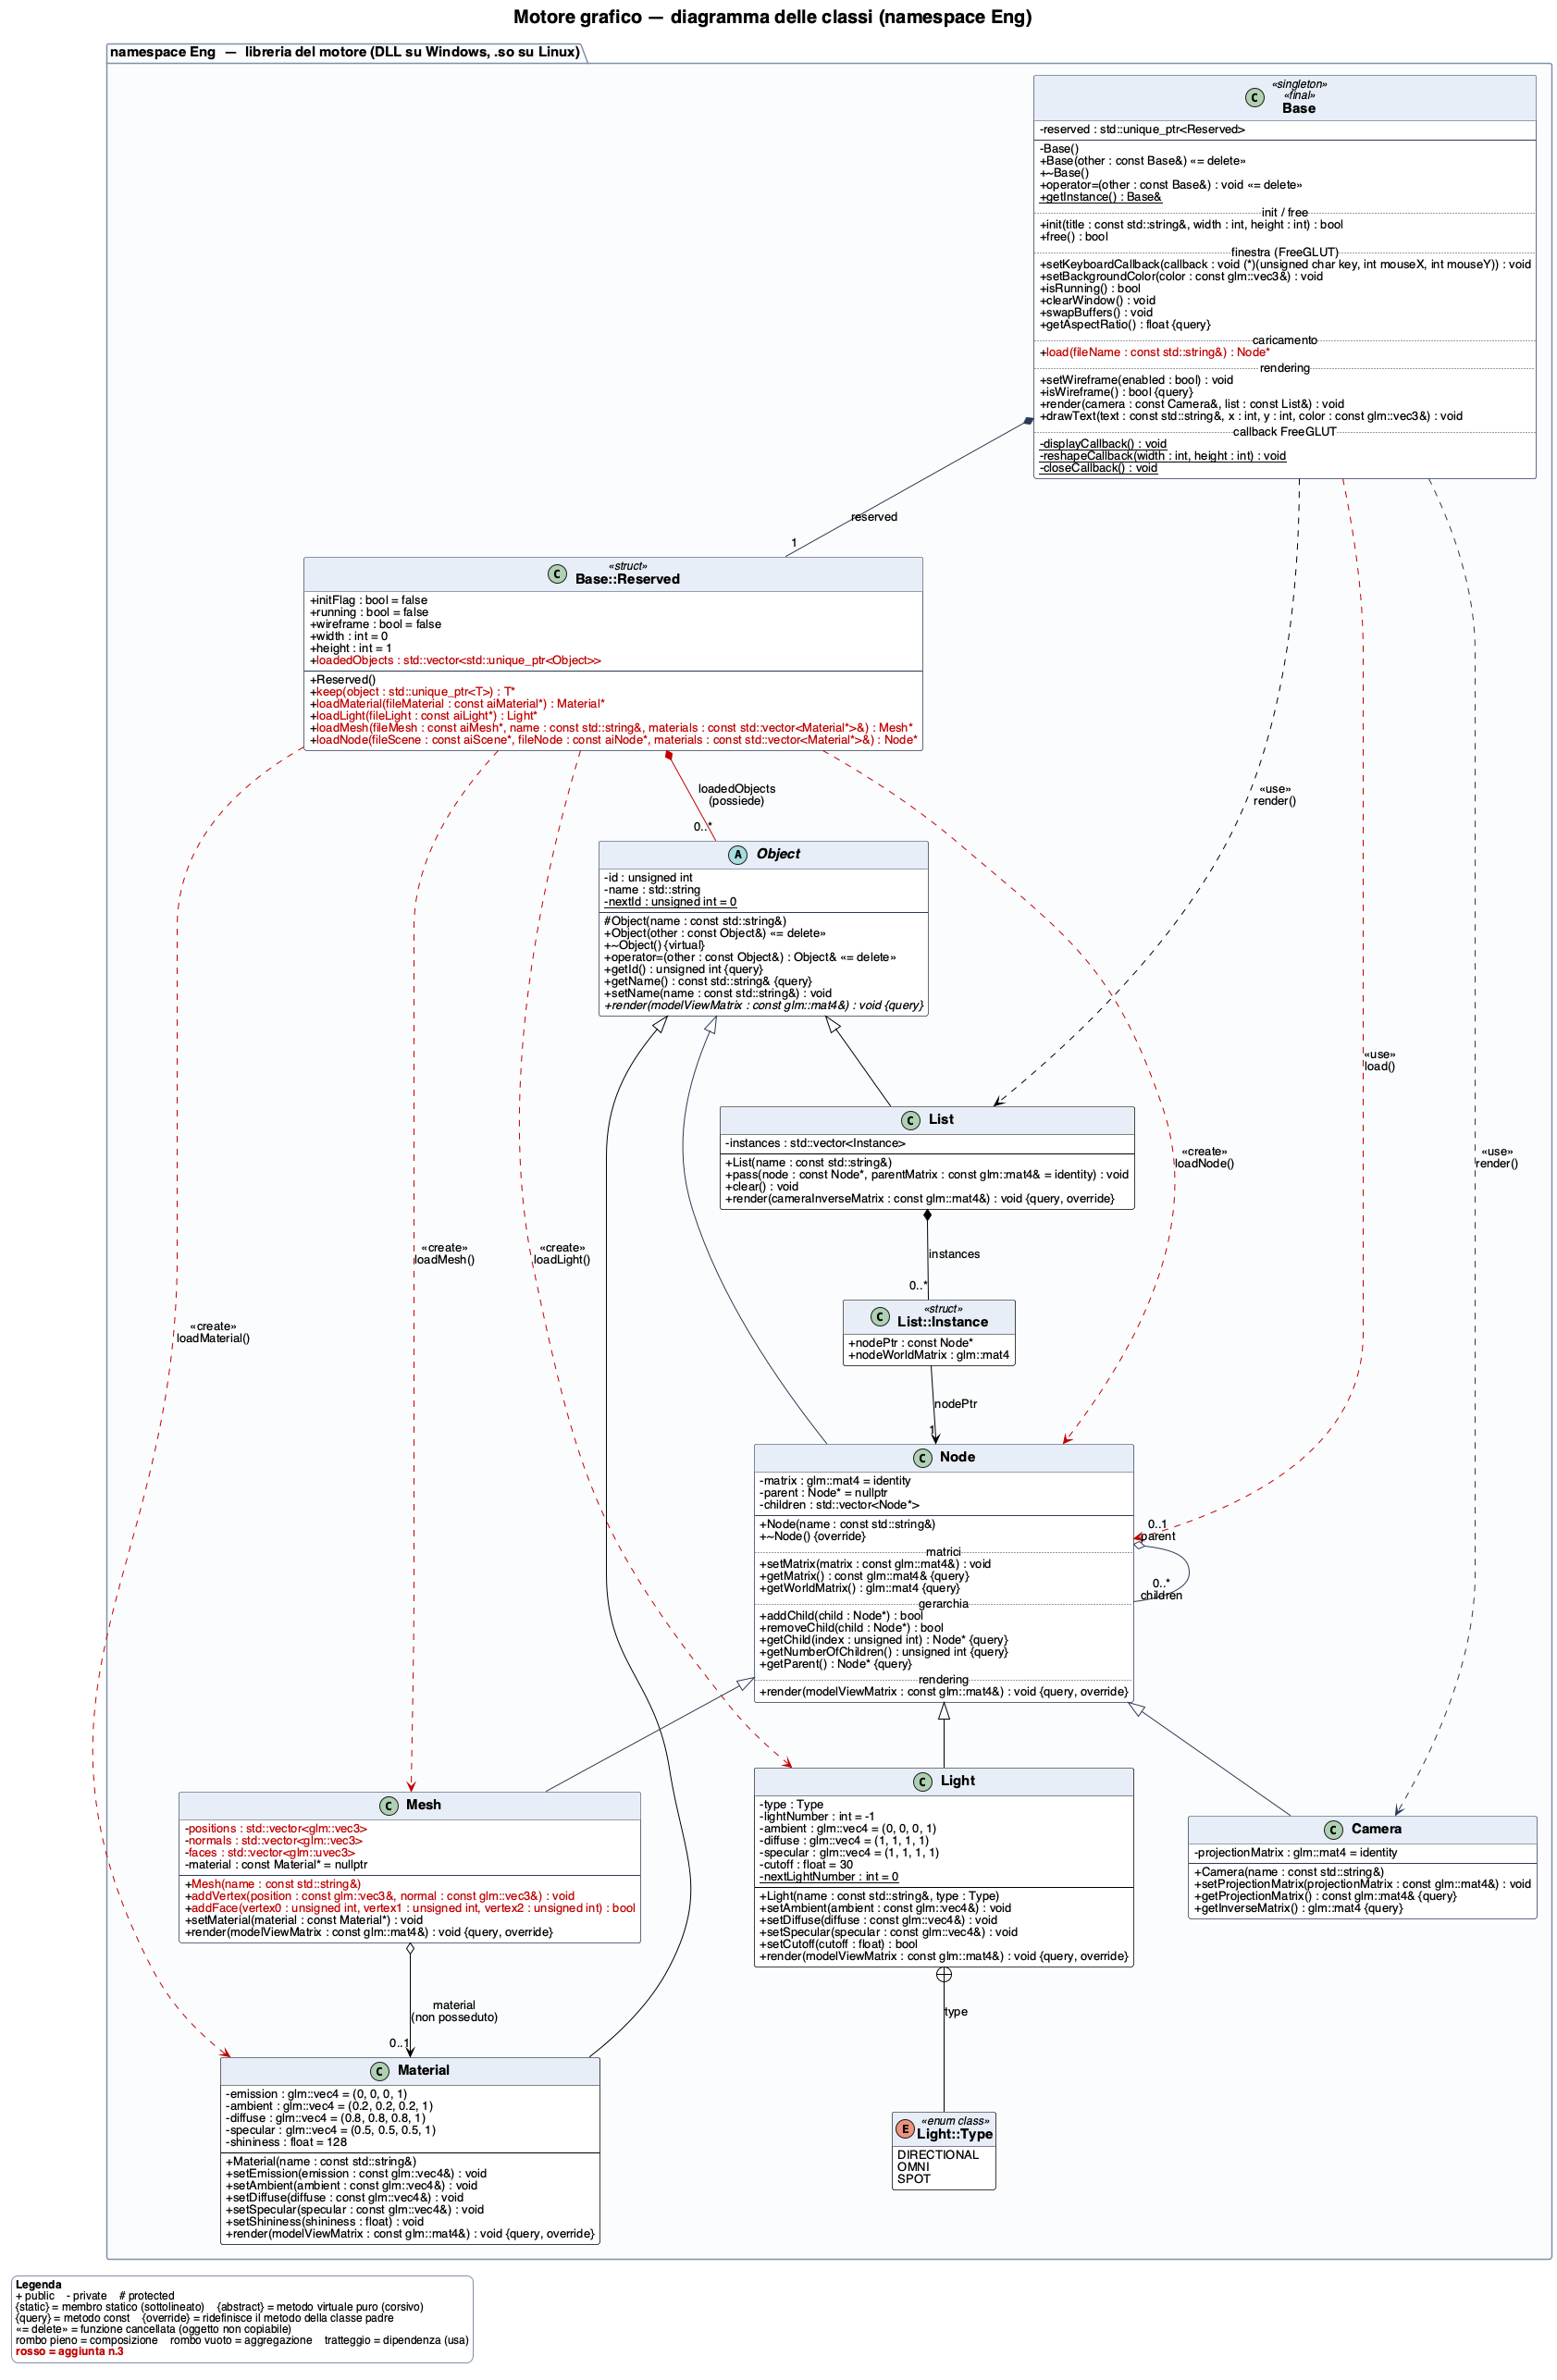 Motore grafico — diagramma delle classi (namespace Eng)
namespace Eng — libreria del motore (DLL su Windows, .so su Linux)
C
«singleton»
«final»
Base
-reserved : std::unique_ptr<Reserved>
-Base()
+Base(other : const Base&) «= delete»
+~Base()
+operator=(other : const Base&) : void «= delete»
+getInstance() : Base&
init / free
+init(title : const std::string&, width : int, height : int) : bool
+free() : bool
finestra (FreeGLUT)
+setKeyboardCallback(callback : void (*)(unsigned char key, int mouseX, int mouseY)) : void
+setBackgroundColor(color : const glm::vec3&) : void
+isRunning() : bool
+clearWindow() : void
+swapBuffers() : void
+getAspectRatio() : float {query}
caricamento
+load(fileName : const std::string&) : Node*
rendering
+setWireframe(enabled : bool) : void
+isWireframe() : bool {query}
+render(camera : const Camera&, list : const List&) : void
+drawText(text : const std::string&, x : int, y : int, color : const glm::vec3&) : void
callback FreeGLUT
-displayCallback() : void
-reshapeCallback(width : int, height : int) : void
-closeCallback() : void
reserved
1
C
«struct»
Base::Reserved
+initFlag : bool = false
+running : bool = false
+wireframe : bool = false
+width : int = 0
+height : int = 1
+loadedObjects : std::vector<std::unique_ptr<Object>>
+Reserved()
+keep(object : std::unique_ptr<T>) : T*
+loadMaterial(fileMaterial : const aiMaterial*) : Material*
+loadLight(fileLight : const aiLight*) : Light*
+loadMesh(fileMesh : const aiMesh*, name : const std::string&, materials : const std::vector<Material*>&) : Mesh*
+loadNode(fileScene : const aiScene*, fileNode : const aiNode*, materials : const std::vector<Material*>&) : Node*
loadedObjects
(possiede)
0..*
«use»
render()
A
Object
-id : unsigned int
-name : std::string
-nextId : unsigned int = 0
#Object(name : const std::string&)
+Object(other : const Object&) «= delete»
+~Object() {virtual}
+operator=(other : const Object&) : Object& «= delete»
+getId() : unsigned int {query}
+getName() : const std::string& {query}
+setName(name : const std::string&) : void
+render(modelViewMatrix : const glm::mat4&) : void {query}
«use»
load()
C
List
-instances : std::vector<Instance>
+List(name : const std::string&)
+pass(node : const Node*, parentMatrix : const glm::mat4& = identity) : void
+clear() : void
+render(cameraInverseMatrix : const glm::mat4&) : void {query, override}
«create»
loadNode()
«use»
render()
«create»
loadMesh()
«create»
loadLight()
instances
0..*
«create»
loadMaterial()
C
«struct»
List::Instance
+nodePtr : const Node*
+nodeWorldMatrix : glm::mat4
nodePtr
1
C
Node
-matrix : glm::mat4 = identity
-parent : Node* = nullptr
-children : std::vector<Node*>
+Node(name : const std::string&)
+~Node() {override}
matrici
+setMatrix(matrix : const glm::mat4&) : void
+getMatrix() : const glm::mat4& {query}
+getWorldMatrix() : glm::mat4 {query}
gerarchia
+addChild(child : Node*) : bool
+removeChild(child : Node*) : bool
+getChild(index : unsigned int) : Node* {query}
+getNumberOfChildren() : unsigned int {query}
+getParent() : Node* {query}
rendering
+render(modelViewMatrix : const glm::mat4&) : void {query, override}
0..1
parent
0..*
children
C
Mesh
-positions : std::vector<glm::vec3>
-normals : std::vector<glm::vec3>
-faces : std::vector<glm::uvec3>
-material : const Material* = nullptr
+Mesh(name : const std::string&)
+addVertex(position : const glm::vec3&, normal : const glm::vec3&) : void
+addFace(vertex0 : unsigned int, vertex1 : unsigned int, vertex2 : unsigned int) : bool
+setMaterial(material : const Material*) : void
+render(modelViewMatrix : const glm::mat4&) : void {query, override}
C
Light
-type : Type
-lightNumber : int = -1
-ambient : glm::vec4 = (0, 0, 0, 1)
-diffuse : glm::vec4 = (1, 1, 1, 1)
-specular : glm::vec4 = (1, 1, 1, 1)
-cutoff : float = 30
-nextLightNumber : int = 0
+Light(name : const std::string&, type : Type)
+setAmbient(ambient : const glm::vec4&) : void
+setDiffuse(diffuse : const glm::vec4&) : void
+setSpecular(specular : const glm::vec4&) : void
+setCutoff(cutoff : float) : bool
+render(modelViewMatrix : const glm::mat4&) : void {query, override}
C
Camera
-projectionMatrix : glm::mat4 = identity
+Camera(name : const std::string&)
+setProjectionMatrix(projectionMatrix : const glm::mat4&) : void
+getProjectionMatrix() : const glm::mat4& {query}
+getInverseMatrix() : glm::mat4 {query}
material
(non posseduto)
0..1
type
C
Material
-emission : glm::vec4 = (0, 0, 0, 1)
-ambient : glm::vec4 = (0.2, 0.2, 0.2, 1)
-diffuse : glm::vec4 = (0.8, 0.8, 0.8, 1)
-specular : glm::vec4 = (0.5, 0.5, 0.5, 1)
-shininess : float = 128
+Material(name : const std::string&)
+setEmission(emission : const glm::vec4&) : void
+setAmbient(ambient : const glm::vec4&) : void
+setDiffuse(diffuse : const glm::vec4&) : void
+setSpecular(specular : const glm::vec4&) : void
+setShininess(shininess : float) : void
+render(modelViewMatrix : const glm::mat4&) : void {query, override}
E
«enum class»
Light::Type
DIRECTIONAL
OMNI
SPOT
Legenda
+ public - private # protected
{static} = membro statico (sottolineato) {abstract} = metodo virtuale puro (corsivo)
{query} = metodo const {override} = ridefinisce il metodo della classe padre
«= delete» = funzione cancellata (oggetto non copiabile)
rombo pieno = composizione rombo vuoto = aggregazione tratteggio = dipendenza (usa)
rosso = aggiunta n.3